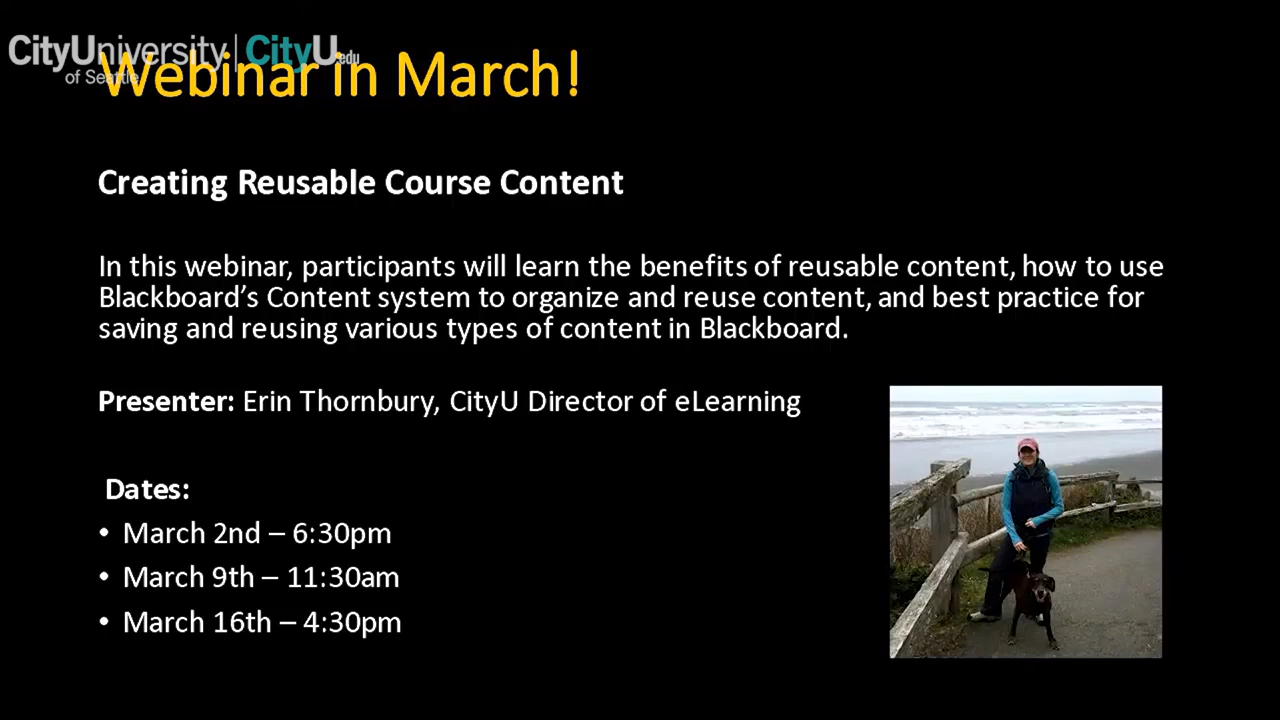 CityUniversity | CityU.edu
of Seattle
Webinar in March!
Creating Reusable Course Content
In this webinar, participants will learn the benefits of reusable content, how to use
Blackboard’s Content system to organize and reuse content, and best practice for
saving and reusing various types of content in Blackboard.
Presenter: Erin Thornbury, CityU Director of eLearning
Dates:
• March 2nd – 6:30pm
• March 9th – 11:30am
• March 16th – 4:30pm